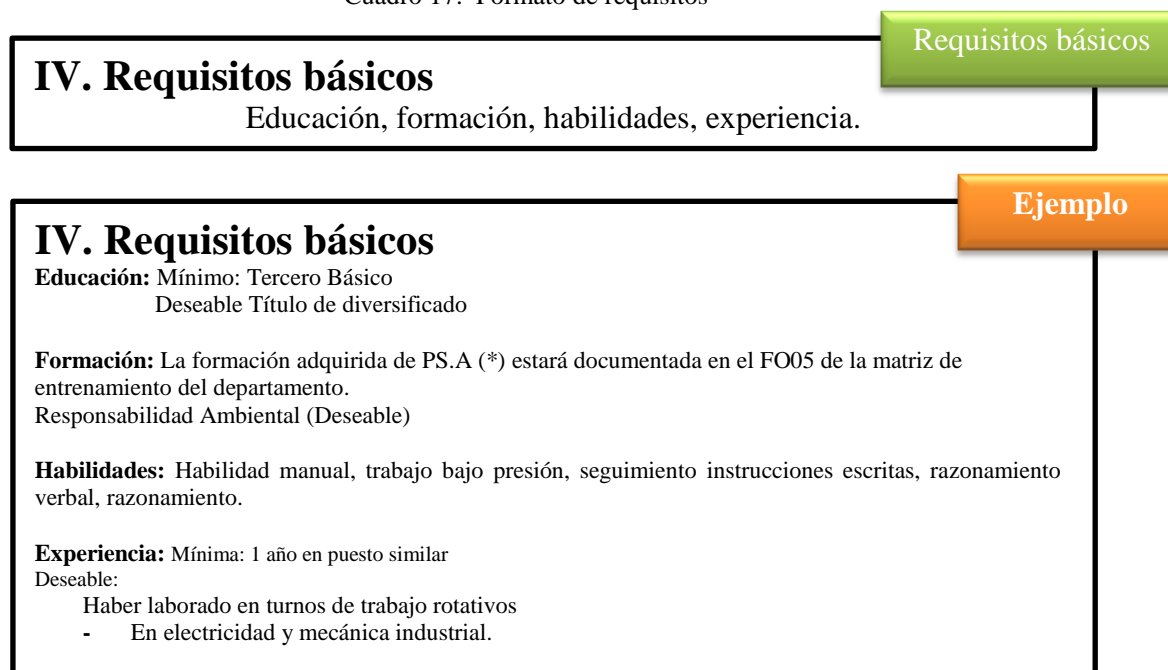 Cuadro 17. Formato de requisitos
Requisitos básicos
IV. Requisitos básicos
Educación, formación, habilidades, experiencia.
Ejemplo
IV. Requisitos básicos
Educación: Mínimo: Tercero Básico
Deseable Título de diversificado
Formación: La formación adquirida de PS.A (*) estará documentada en el FO05 de la matriz de
entrenamiento del departamento.
Responsabilidad Ambiental (Deseable)
Habilidades: Habilidad manual, trabajo bajo presión, seguimiento instrucciones escritas, razonamiento
verbal, razonamiento.
Experiencia: Mínima: 1 año en puesto similar
Deseable:
Haber laborado en turnos de trabajo rotativos
- En electricidad y mecánica industrial.